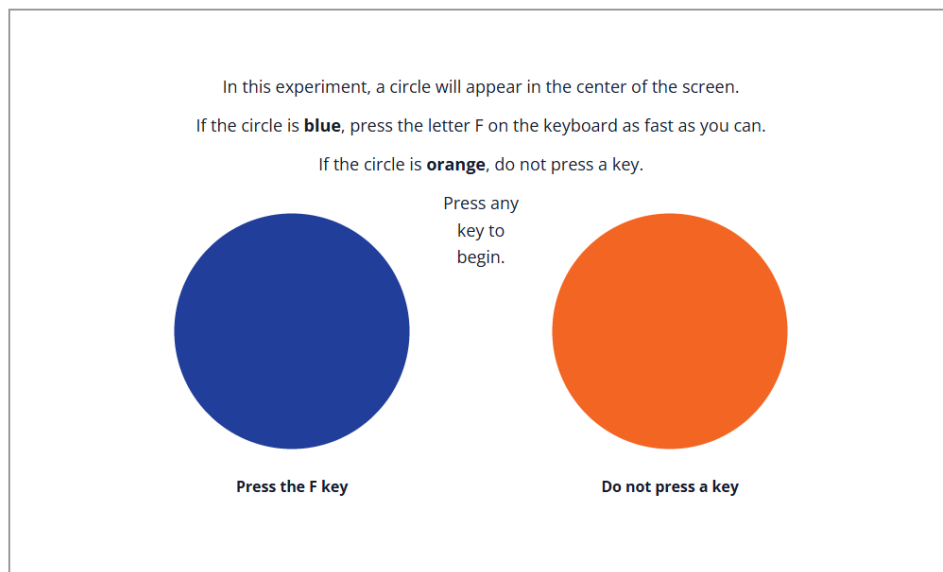 In this experiment, a circle will appear in the center of the screen.
If the circle is blue, press the letter F on the keyboard as fast as you can.
If the circle is orange, do not press a key.
Press any
key to
begin.
Press the F key
Do not press a key